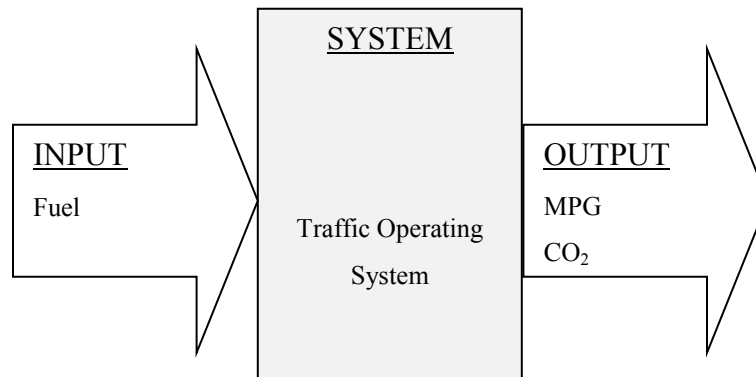 SYSTEM
INPUT
Fuel
Traffic Operating
System
OUTPUT
MPG
CO₂